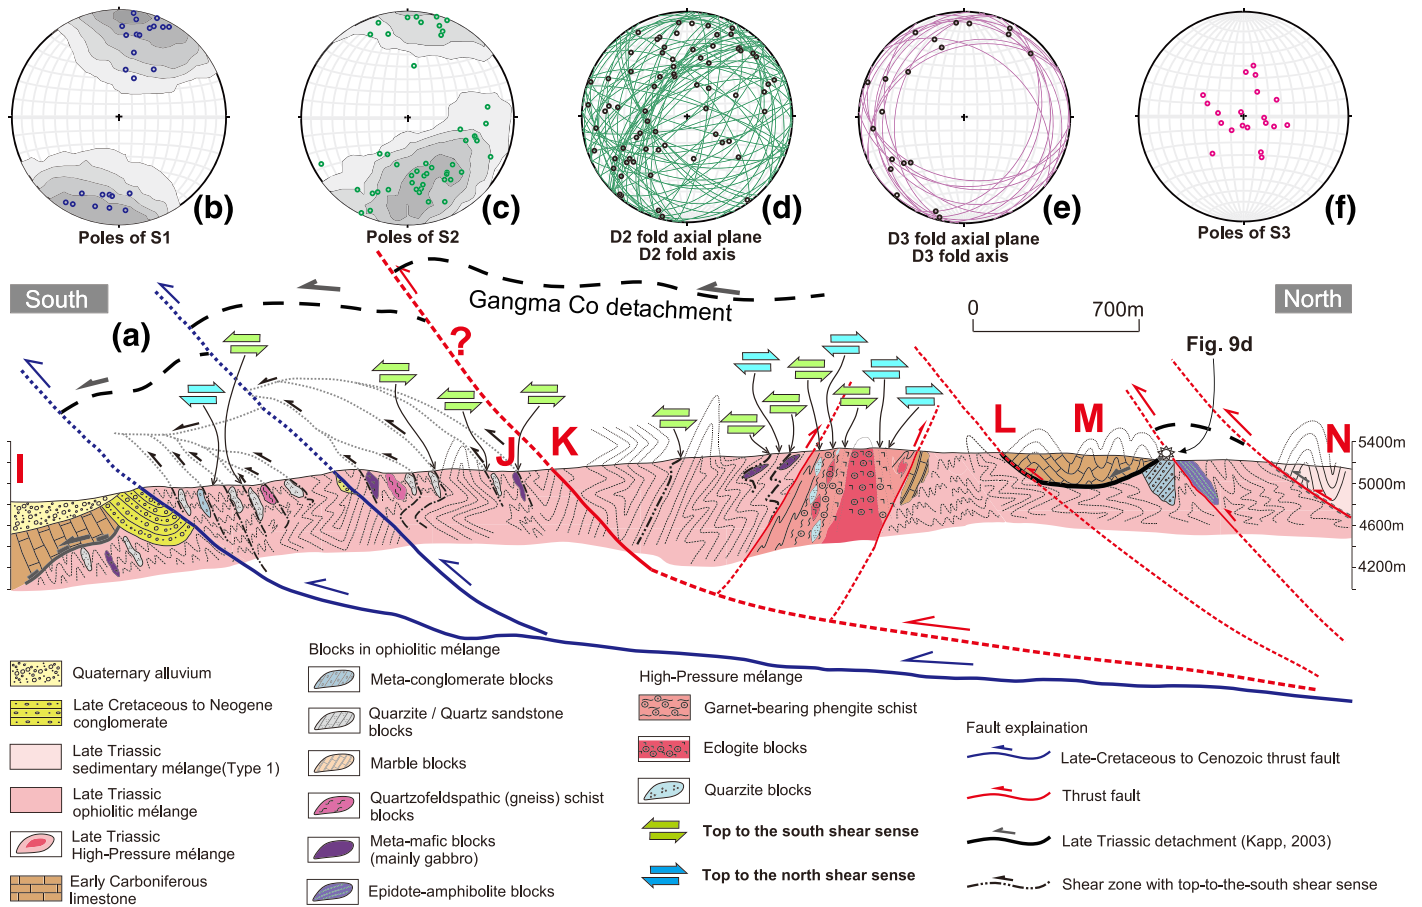 (b)
(c)
(d)
(e)
(f)
Poles of S1
Poles of S2
D2 fold axial plane
D2 fold axis
D3 fold axial plane
D3 fold axis
Poles of S3
South
(a)
Gangma Co detachment
0
700m
North
Fig. 9d
?
I
J
K
L
M
N
5400m
5000m
4600m
4200m
Quaternary alluvium
Late Cretaceous to Neogene
conglomerate
Late Triassic
sedimentary mélange(Type 1)
Late Triassic
ophiolitic mélange
Late Triassic
High-Pressure mélange
Early Carboniferous
limestone
Blocks in ophiolitic mélange
Meta-conglomerate blocks
Quarzite / Quartz sandstone
blocks
Marble blocks
Quartzofeldspathic (gneiss) schist
blocks
Meta-mafic blocks
(mainly gabbro)
Epidote-amphibolite blocks
High-Pressure mélange
Garnet-bearing phengite schist
Eclogite blocks
Quarzite blocks
Top to the south shear sense
Top to the north shear sense
Fault explaination
Late-Cretaceous to Cenozoic thrust fault
Thrust fault
Late Triassic detachment (Kapp, 2003)
Shear zone with top-to-the-south shear sense